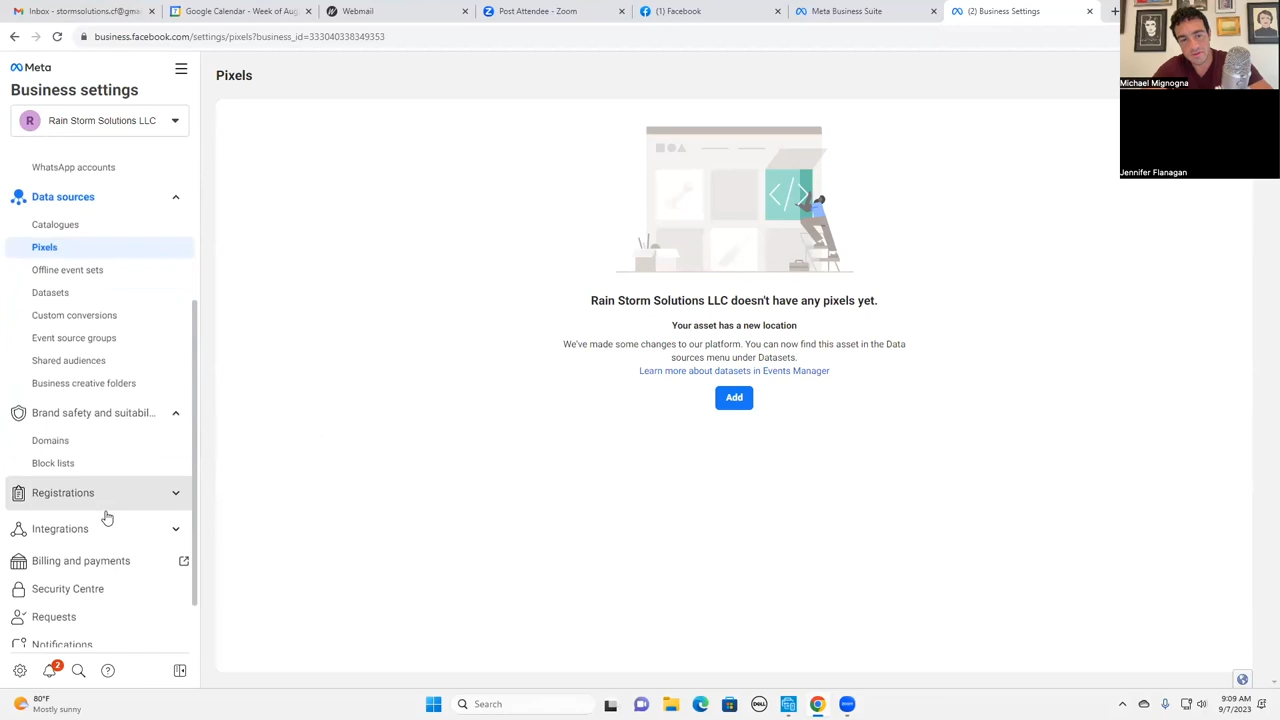 Inbox - stormsolutions.cf@gmai
Google Calendar - Week of Aug
Webmail
Post Attendee - Zoom
(1) Facebook
Meta Business Suite
(2) Business Settings
business.facebook.com/settings/pixels?business_id=333040338349353
Meta
Business settings
R
Rain Storm Solutions LLC
WhatsApp accounts
Data sources
Catalogues
Pixels
Offline event sets
Datasets
Custom conversions
Event source groups
Shared audiences
Business creative folders
Brand safety and suitabil...
Domains
Block lists
Registrations
Integrations
Billing and payments
Security Centre
Requests
Notifications
2
Pixels
</>
Rain Storm Solutions LLC doesn't have any pixels yet.
Your asset has a new location
We've made some changes to our platform. You can now find this asset in the Data
sources menu under Datasets.
Learn more about datasets in Events Manager
Add
Michael Mignogna
Jennifer Flanagan
80°F
Mostly sunny
Search
DELL
zoom
9:09 AM
9/7/2023